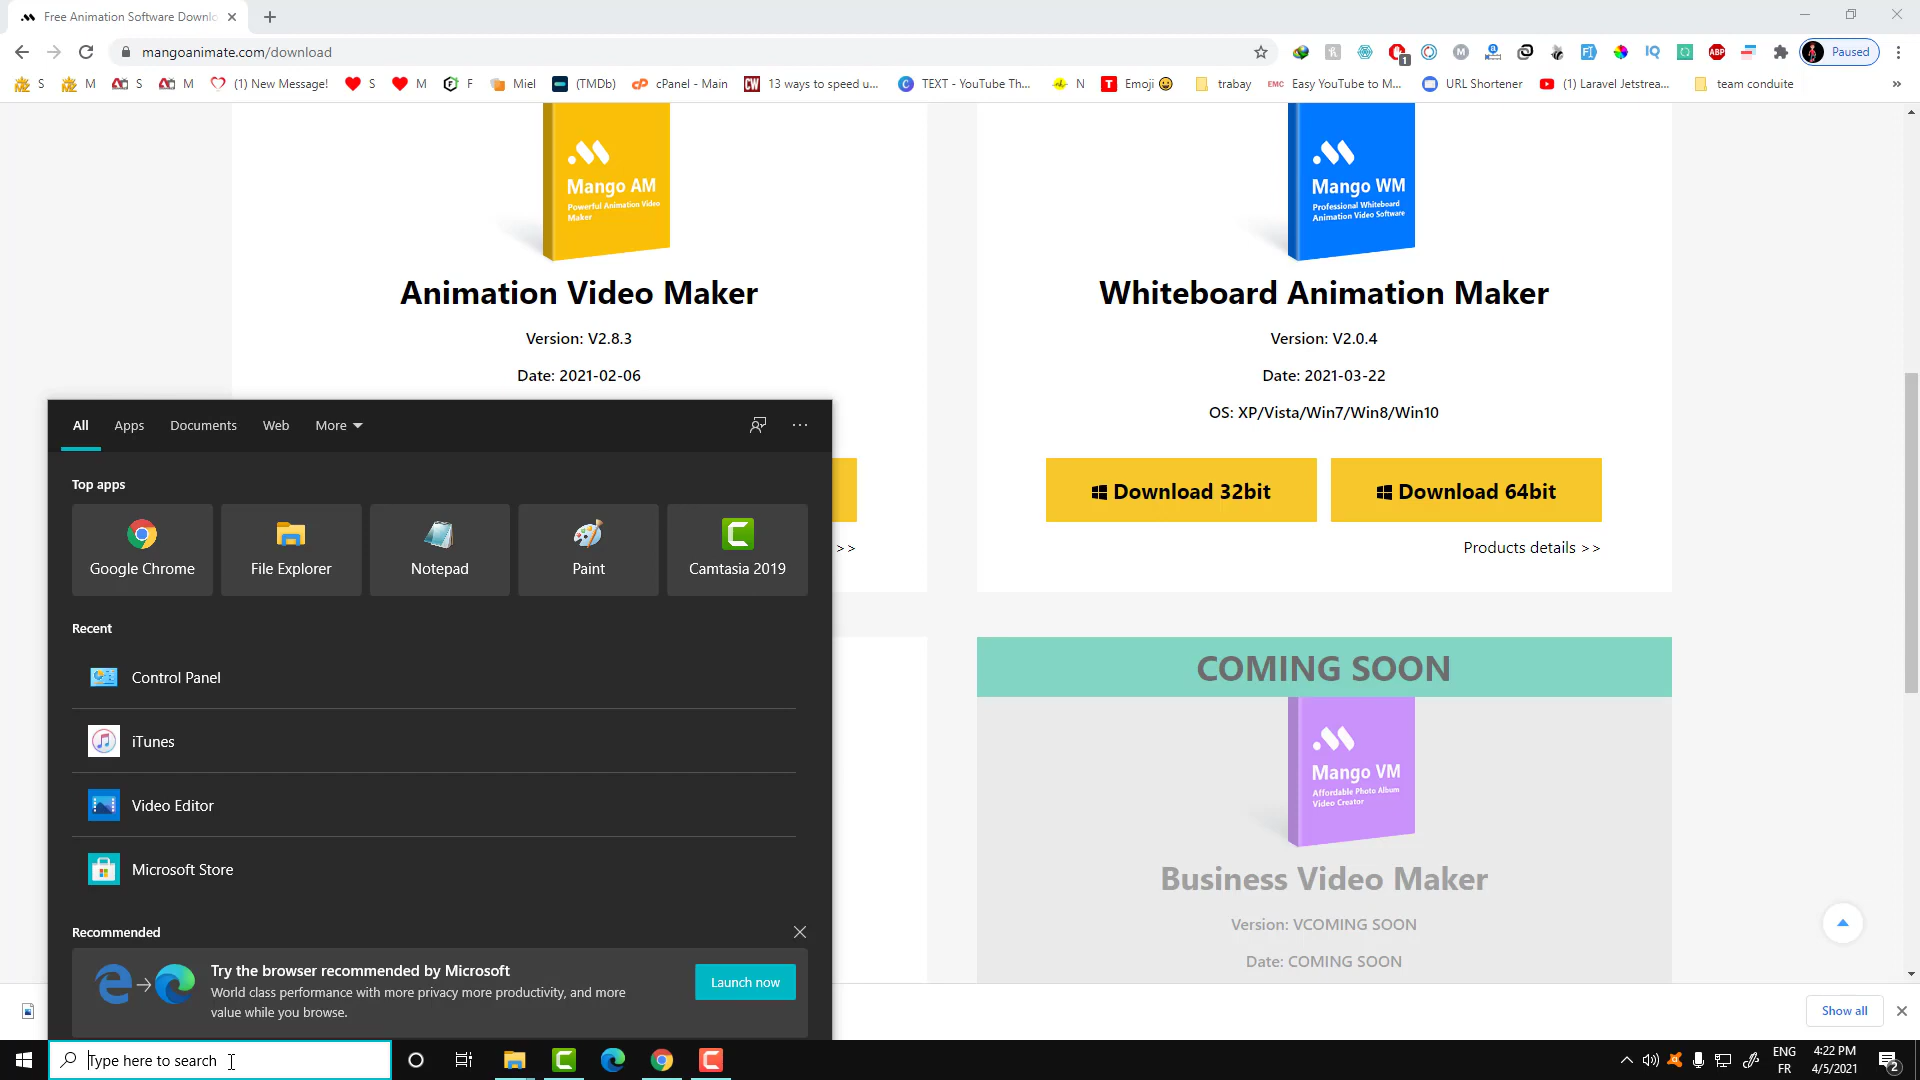 Free Animation Software Downlo
mangoanimate.com/download
Paused
S
M
S
M
(1) New Message!
S
M
F
Miel
(TMDb)
cPanel - Main
13 ways to speed u...
TEXT - YouTube Th...
N
Emoji
trabay
Easy YouTube to M...
URL Shortener
(1) Laravel Jetstrea...
team conduite
»
Mango AM
Powerful Animation Video
Maker
Animation Video Maker
Version: V2.8.3
Date: 2021-02-06
>>
Mango WM
Professional Whiteboard
Animation Video Software
Whiteboard Animation Maker
Version: V2.0.4
Date: 2021-03-22
OS: XP/Vista/Win7/Win8/Win10
Download 32bit
Download 64bit
Products details >>
COMING SOON
Mango VM
Affordable Photo Album
Video Creator
Business Video Maker
Version: VCOMING SOON
Date: COMING SOON
All
Apps
Documents
Web
More
Top apps
Google Chrome
File Explorer
Notepad
Paint
Camtasia 2019
Recent
Control Panel
iTunes
Video Editor
Microsoft Store
Recommended
Try the browser recommended by Microsoft
World class performance with more privacy more productivity, and more
value while you browse.
Launch now
Show all
Type here to search
ENG
FR
4:22 PM
4/5/2021
2